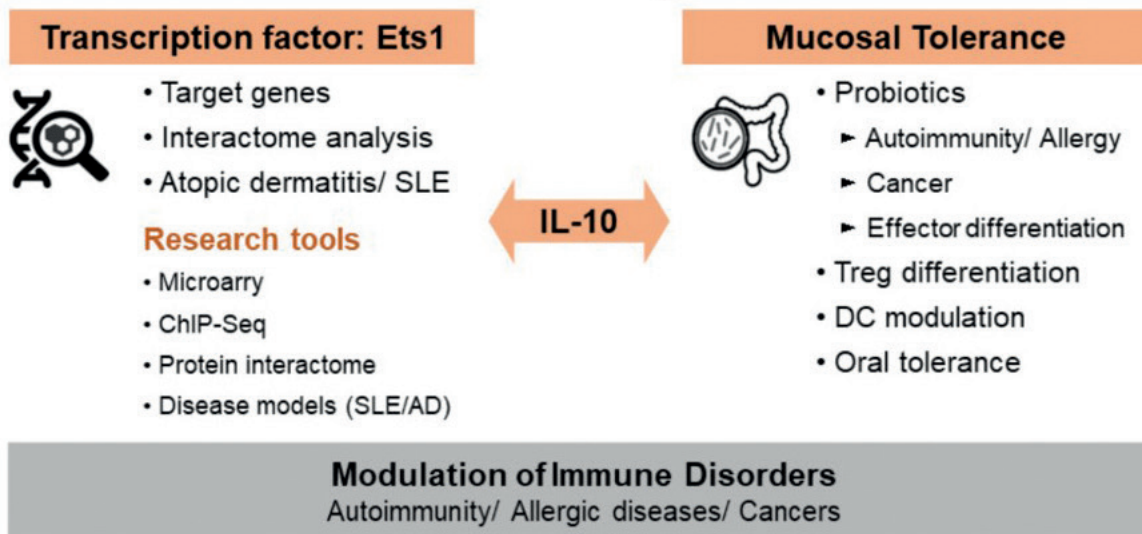 Transcription factor: Ets1
• Target genes
• Interactome analysis
• Atopic dermatitis/ SLE
Research tools
• Microarry
• ChIP-Seq
• Protein interactome
• Disease models (SLE/AD)
IL-10
Mucosal Tolerance
• Probiotics
► Autoimmunity/ Allergy
► Cancer
► Effector differentiation
• Treg differentiation
• DC modulation
• Oral tolerance
Modulation of Immune Disorders
Autoimmunity/ Allergic diseases/ Cancers